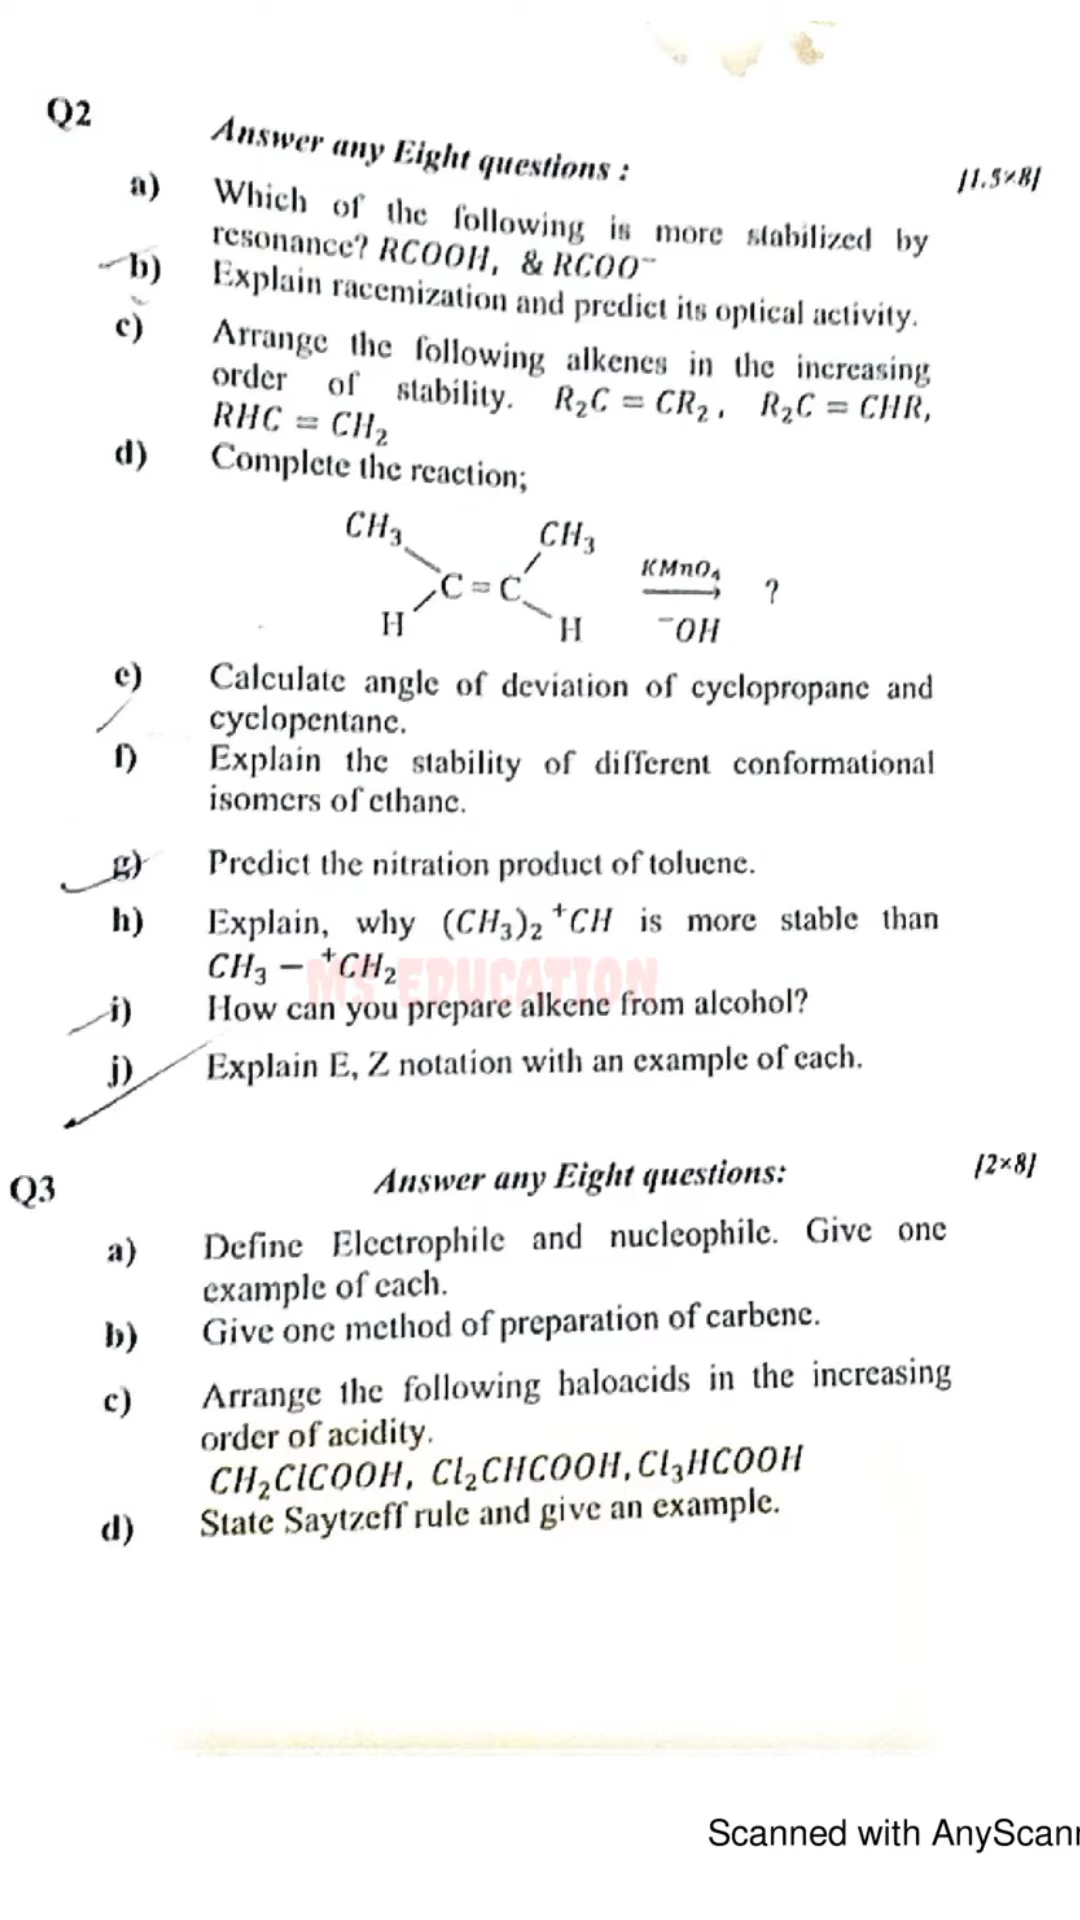 Q2
Answer any Eight questions :
[1.5×8]
a) Which of the following is more stabilized by
resonance? RCOOH, & RCOO⁻
b) Explain racemization and predict its optical activity.
c) Arrange the following alkenes in the increasing
order of stability. R₂C = CR₂, R₂C = CHR,
RHC = CH₂
d) Complete the reaction;
CH₃ CH₃
C = C KMnO₄ ?
H H ⁻OH
e) Calculate angle of deviation of cyclopropane and
cyclopentane.
f) Explain the stability of different conformational
isomers of ethane.
g) Predict the nitration product of toluene.
h) Explain, why (CH₃)₂ ⁺CH is more stable than
CH₃ − ⁺CH₂
MS EDUCATION
i) How can you prepare alkene from alcohol?
j) Explain E, Z notation with an example of each.
Q3 Answer any Eight questions: [2×8]
a) Define Electrophile and nucleophile. Give one
example of each.
b) Give one method of preparation of carbene.
c) Arrange the following haloacids in the increasing
order of acidity.
CH₂ClCOOH, Cl₂CHCOOH, Cl₃HCOOH
d) State Saytzeff rule and give an example.
Scanned with AnyScann